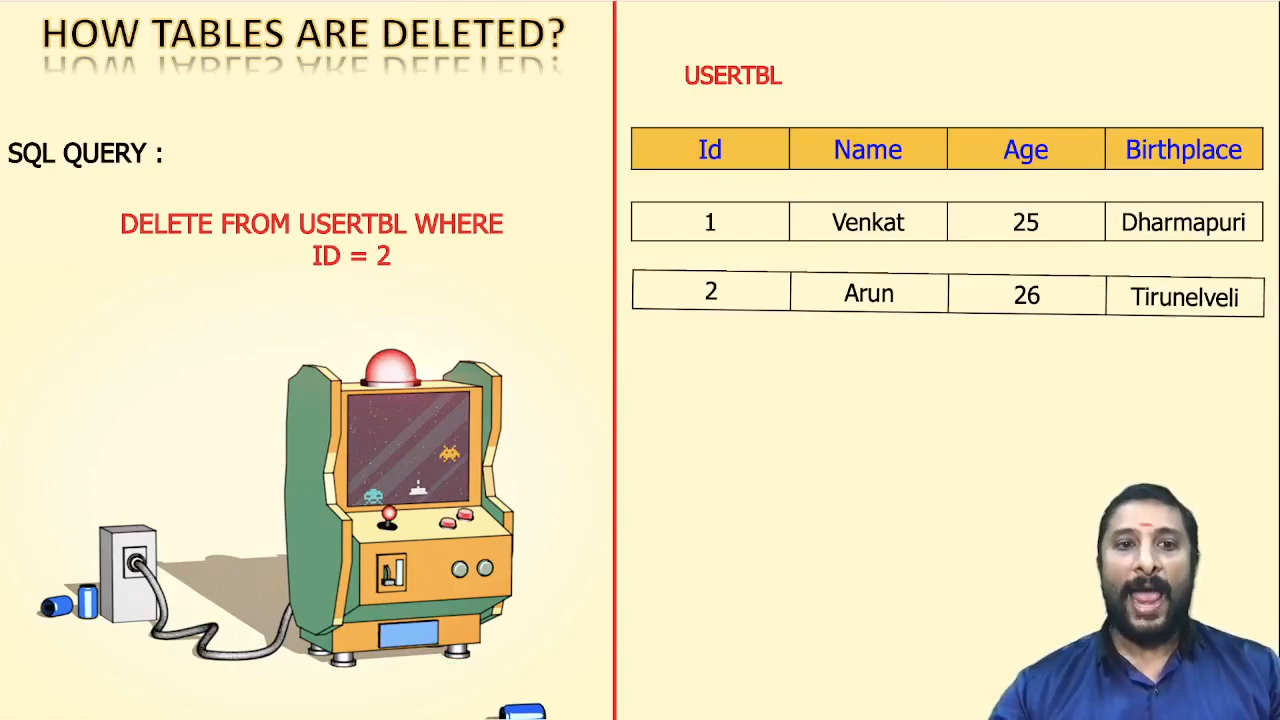 HOW TABLES ARE DELETED?
SQL QUERY :
DELETE FROM USERTBL WHERE
ID = 2
USERTBL
Id Name Age Birthplace
1 Venkat 25 Dharmapuri
2 Arun 26 Tirunelveli